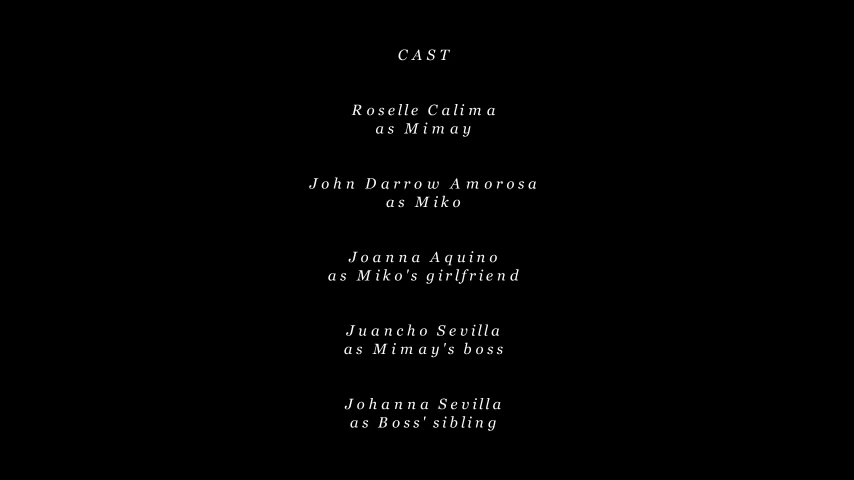 CAST
Roselle Calima
as Mimay
John Darrow Amorosa
as Miko
Joanna Aquino
as Miko's girlfriend
Juancho Sevilla
as Mimay's boss
Johanna Sevilla
as Boss' sibling